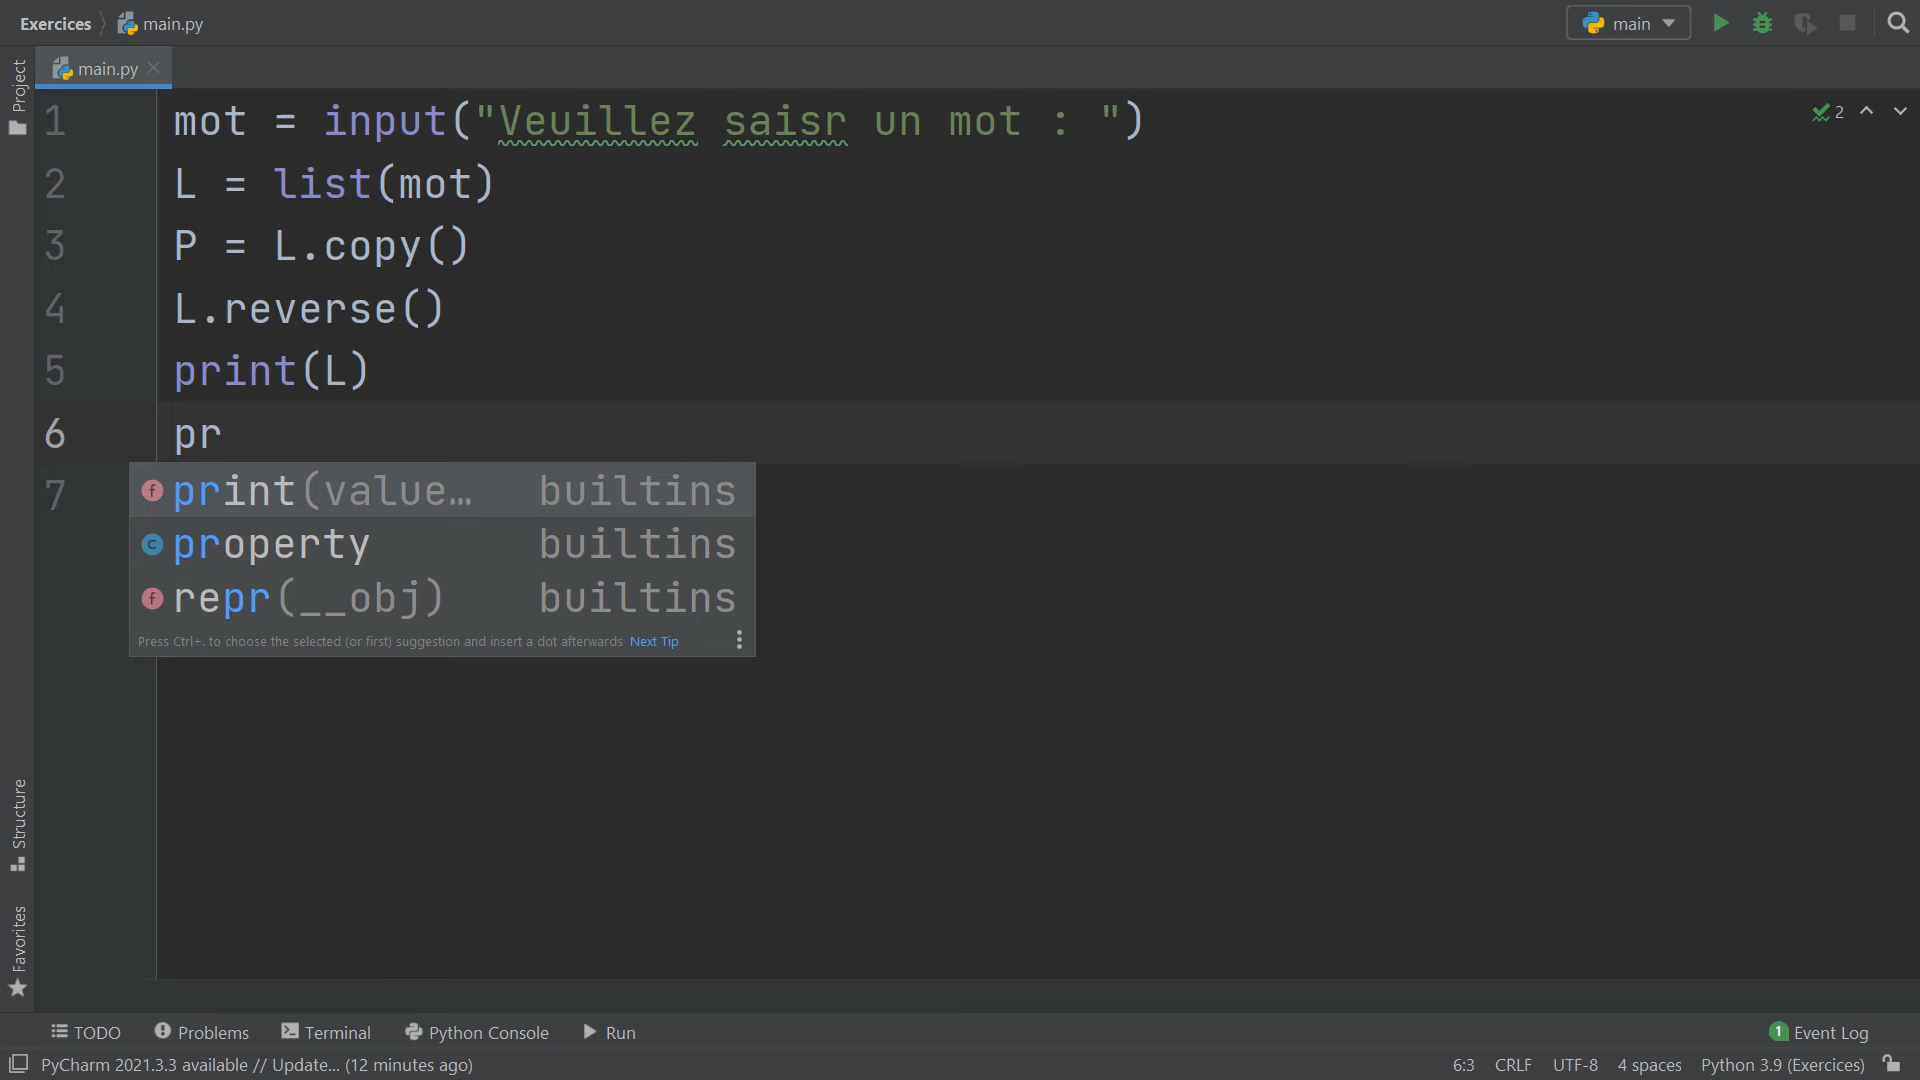 Exercices main.py
main
Project
main.py
1 mot = input("Veuillez saisr un mot : ")
2
2 L = list(mot)
3 P = L.copy()
4 L.reverse()
5 print(L)
6 pr
7
f print(value… builtins
c property builtins
f repr(__obj) builtins
Press Ctrl+. to choose the selected (or first) suggestion and insert a dot afterwards Next Tip
Structure
Favorites
TODO Problems Terminal Python Console Run 1 Event Log
PyCharm 2021.3.3 available // Update... (12 minutes ago) 6:3 CRLF UTF-8 4 spaces Python 3.9 (Exercices)